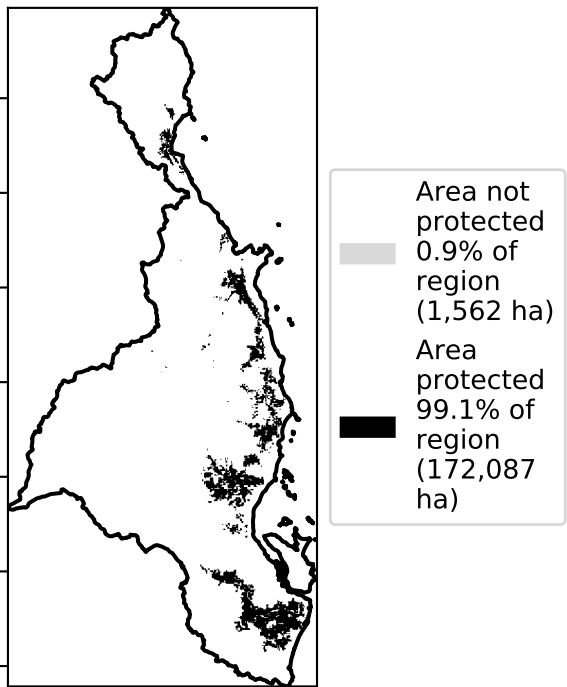 Area not
protected
0.9% of
region
(1,562 ha)
Area
protected
99.1% of
region
(172,087
ha)